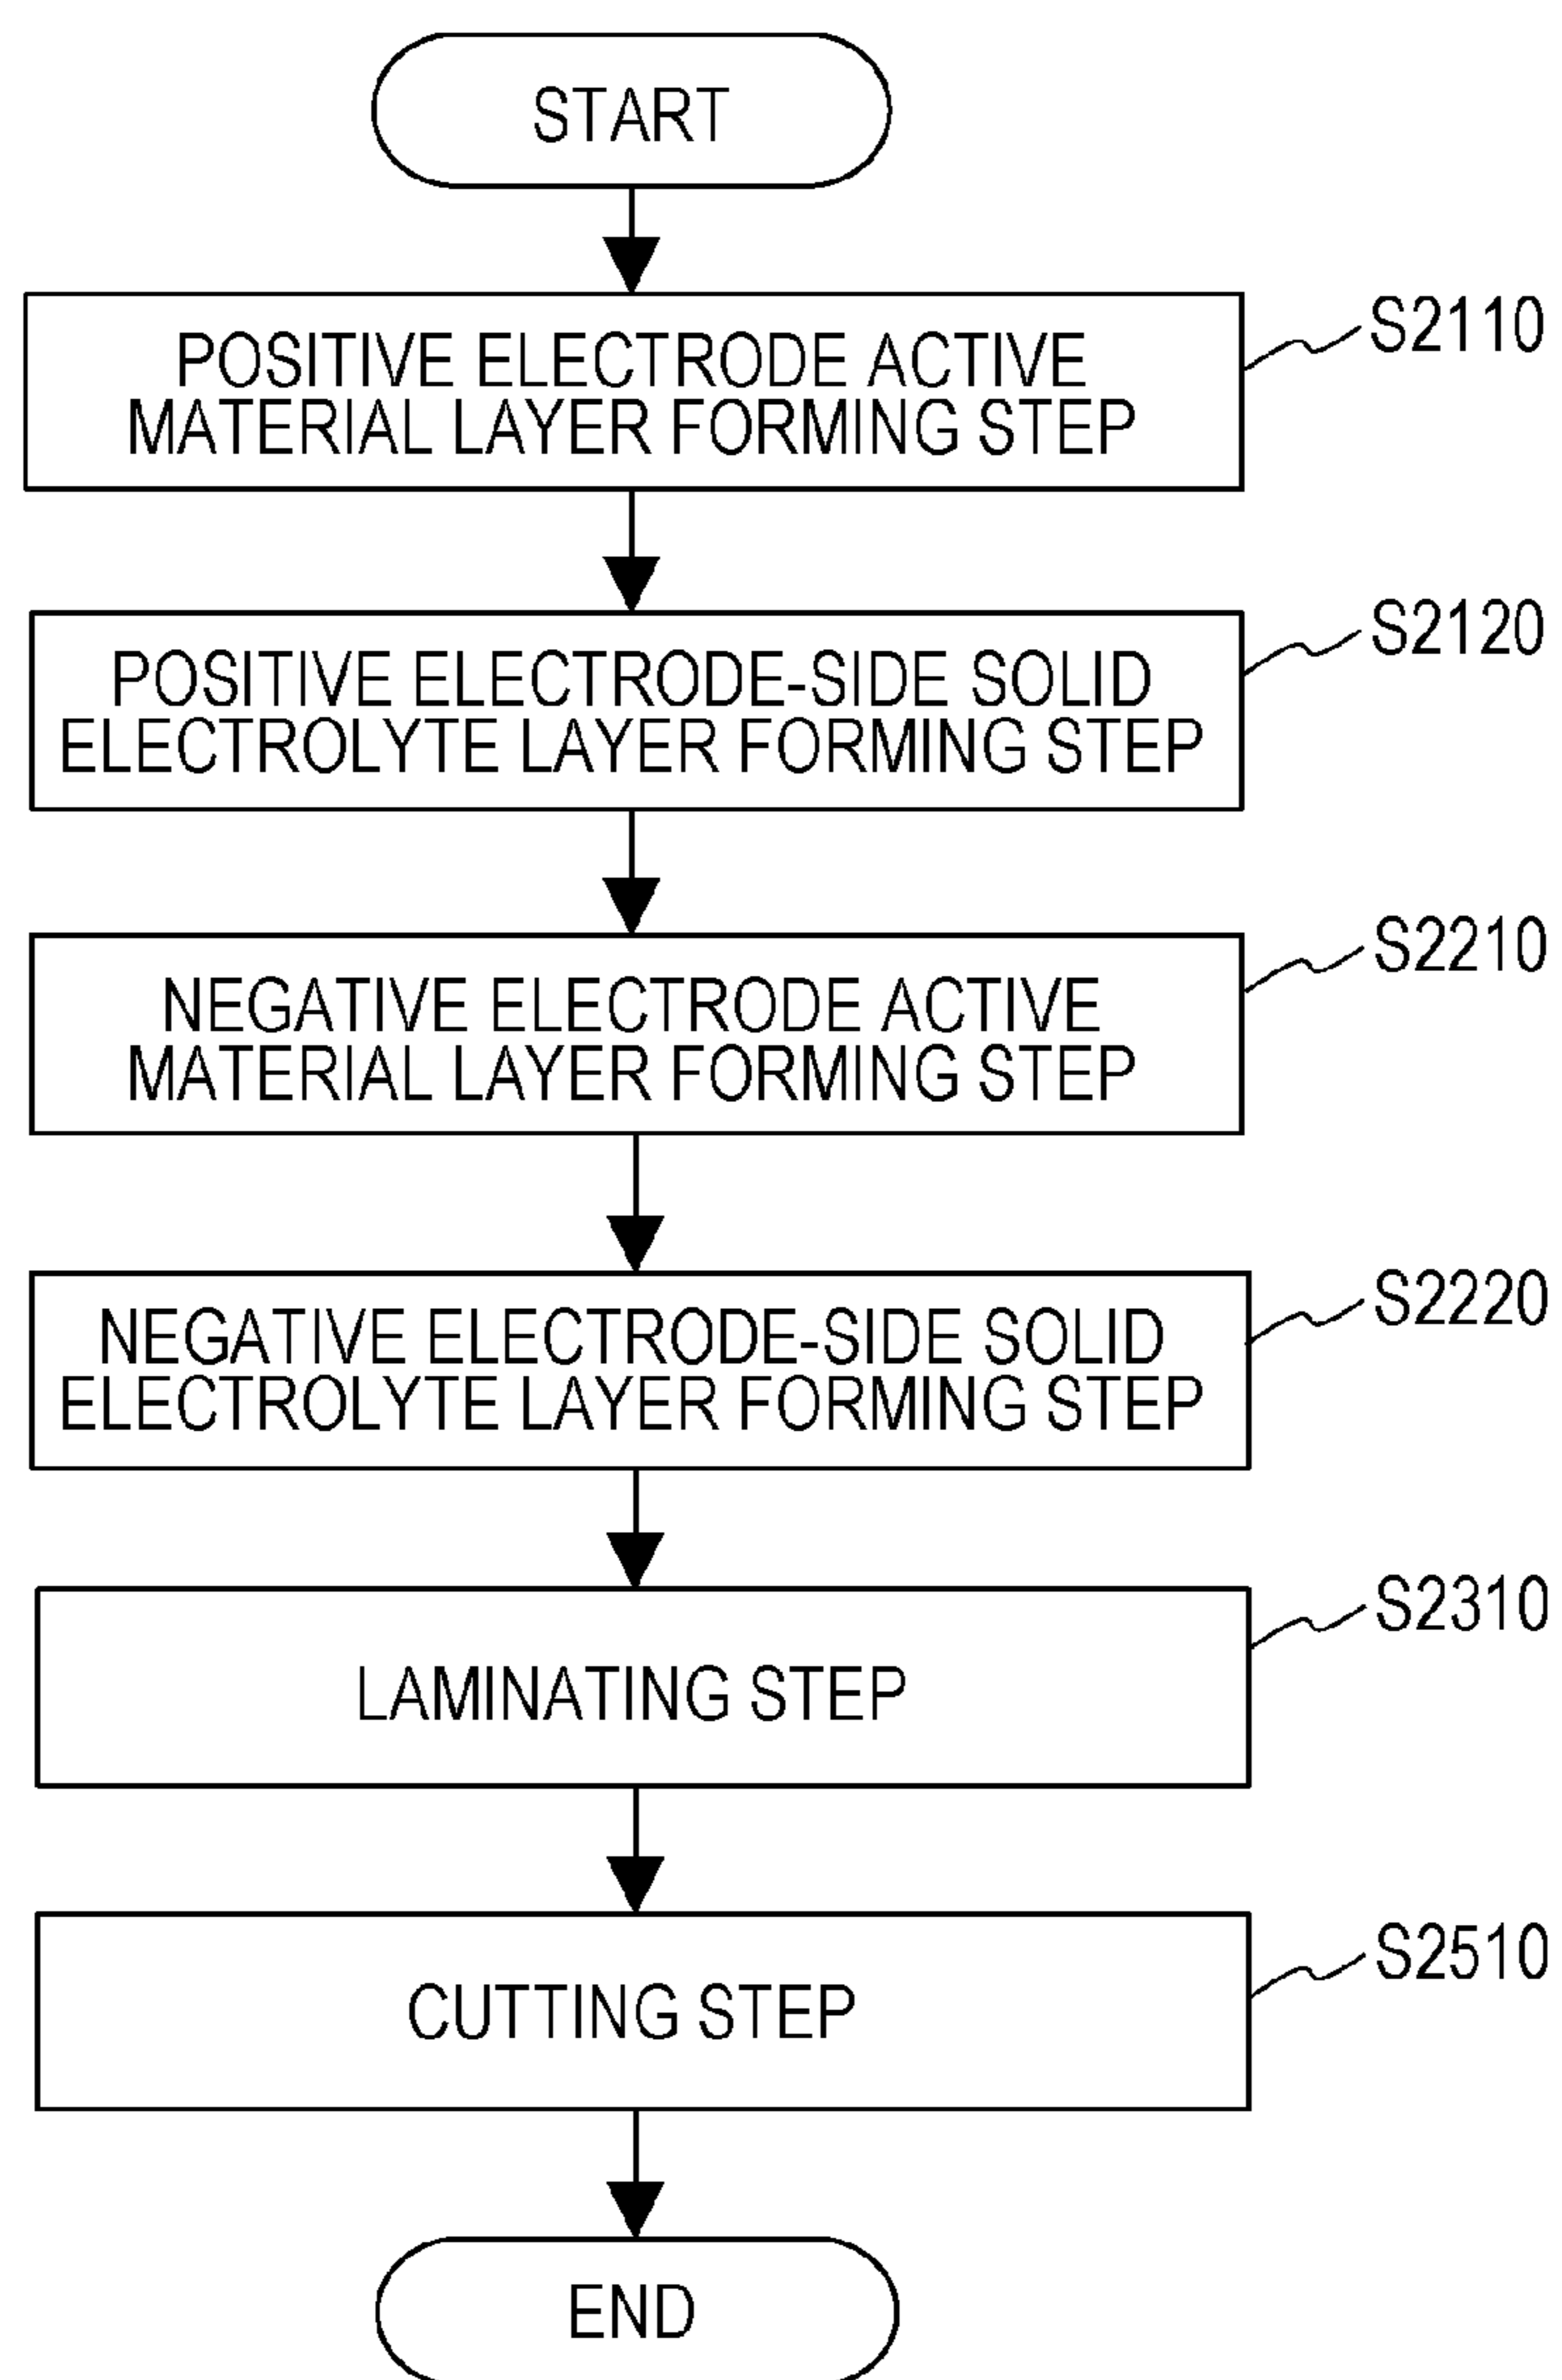 START
POSITIVE ELECTRODE ACTIVE
MATERIAL LAYER FORMING STEP
S2110
POSITIVE ELECTRODE-SIDE SOLID
ELECTROLYTE LAYER FORMING STEP
S2120
NEGATIVE ELECTRODE ACTIVE
MATERIAL LAYER FORMING STEP
S2210
NEGATIVE ELECTRODE-SIDE SOLID
ELECTROLYTE LAYER FORMING STEP
S2220
LAMINATING STEP
S2310
CUTTING STEP
S2510
END